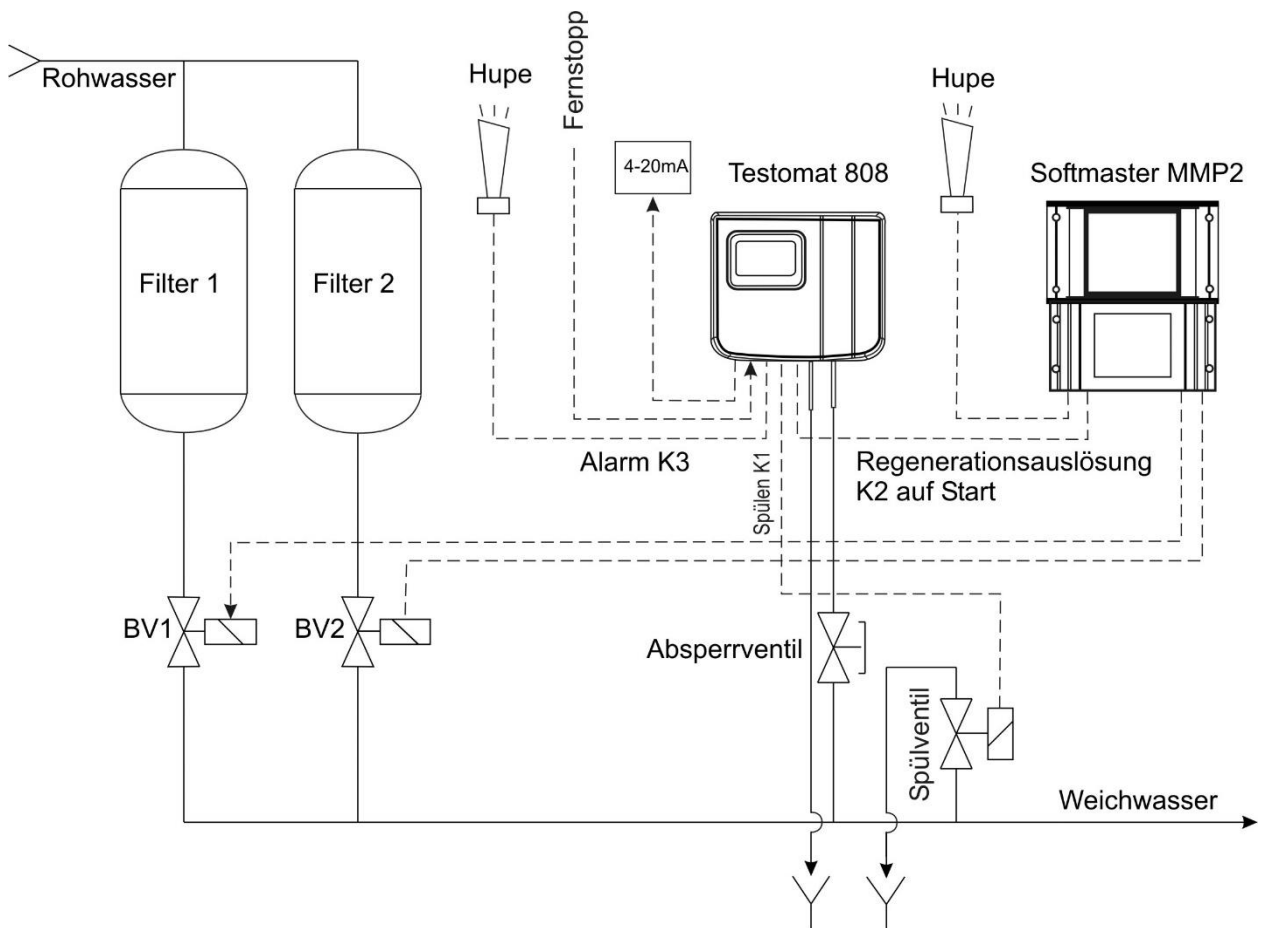 Rohwasser
Hupe
Fernstopp
4-20mA
Testomat 808
Hupe
Softmaster MMP2
Filter 1
Filter 2
Alarm K3
Spülen K1
Regenerationsauslösung
K2 auf Start
BV1
BV2
Absperrventil
Spülventil
Weichwasser